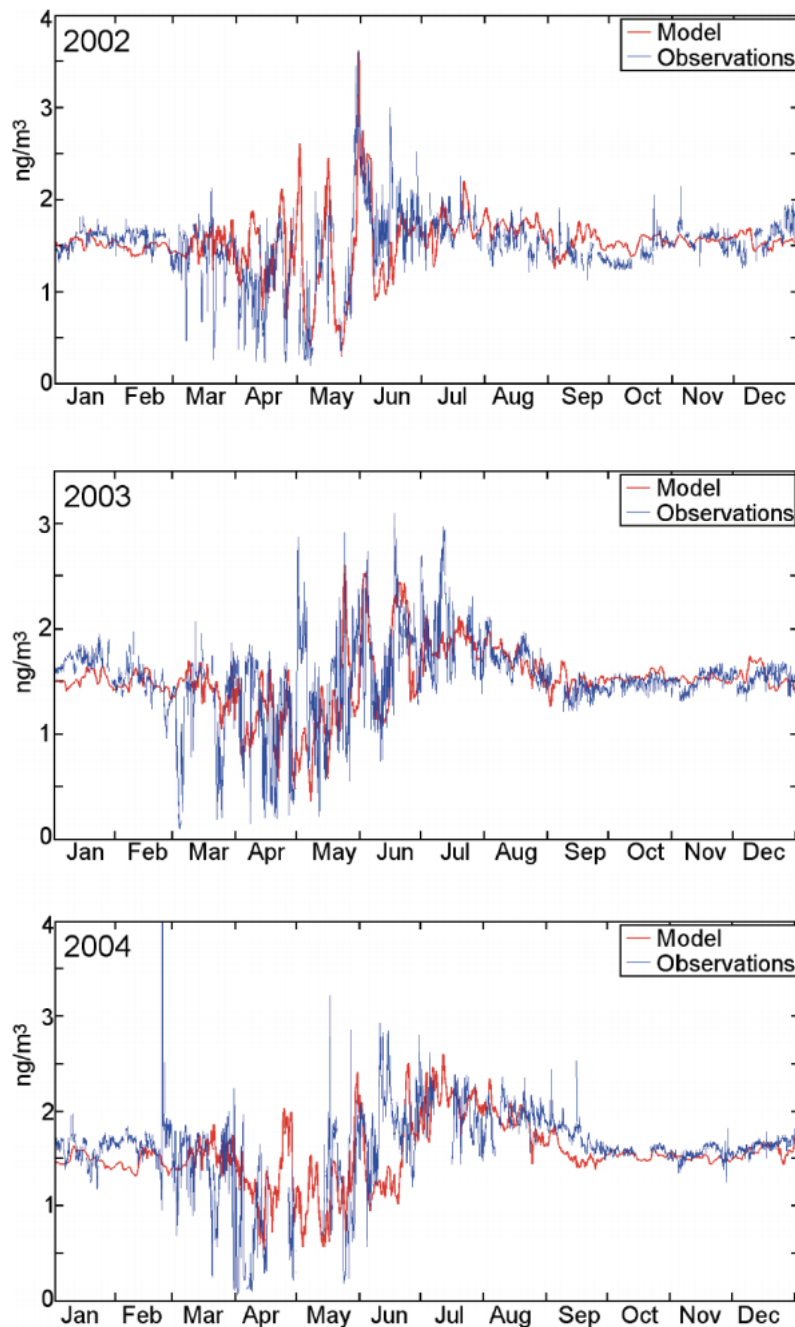 4
2002
Model
Observations
3
ng/m³
2
1
0
Jan Feb Mar Apr May Jun Jul Aug Sep Oct Nov Dec
2003
Model
Observations
3
ng/m³
2
1
0
Jan Feb Mar Apr May Jun Jul Aug Sep Oct Nov Dec
4
2004
Model
Observations
3
ng/m³
2
1
0
Jan Feb Mar Apr May Jun Jul Aug Sep Oct Nov Dec